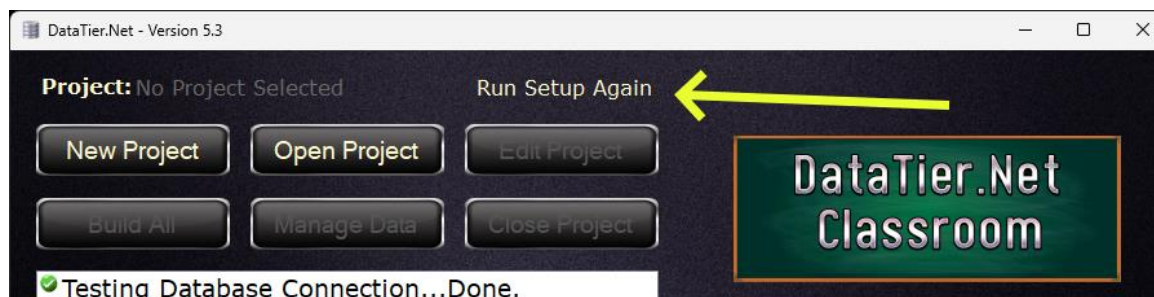 DataTier.Net - Version 5.3
Project: No Project Selected
Run Setup Again
New Project
Open Project
Edit Project
Build All
Manage Data
Close Project
DataTier.Net
Classroom
Testing Database Connection...Done.